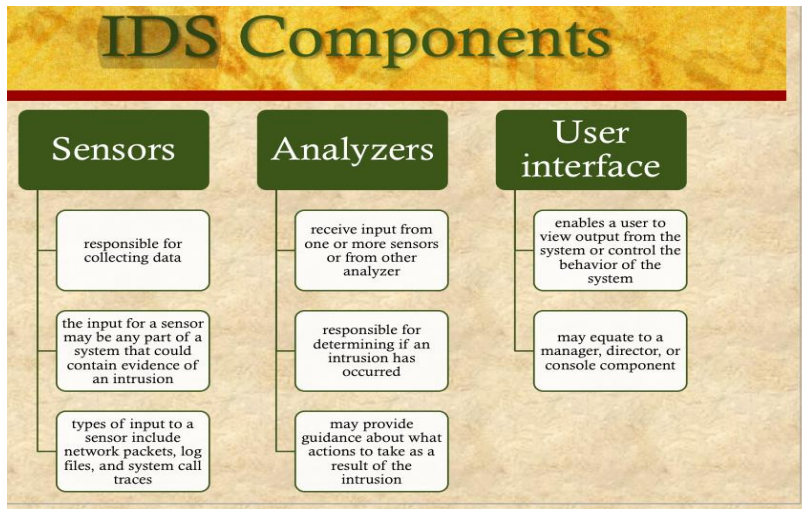 IDS Components
Sensors
responsible for
collecting data
the input for a sensor
may be any part of a
system that could
contain evidence of
an intrusion
types of input to a
sensor include
network packets, log
files, and system call
traces
Analyzers
receive input from
one or more sensors
or from other
analyzer
responsible for
determining if an
intrusion has
occurred
may provide
guidance about what
actions to take as a
result of the
intrusion
User
interface
enables a user to
view output from the
system or control the
behavior of the
system
may equate to a
manager, director, or
console component